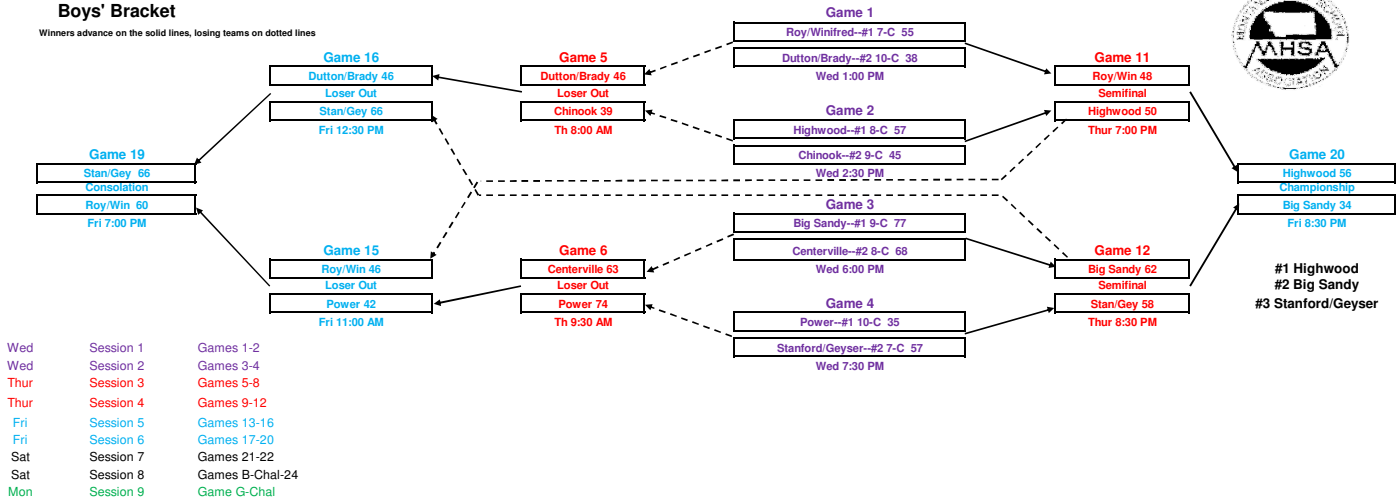 Boys' Bracket
Winners advance on the solid lines, losing teams on dotted lines
Game 1
Roy/Winifred--#1 7-C 55
Dutton/Brady--#2 10-C 38
Wed 1:00 PM
Game 16
Dutton/Brady 46
Loser Out
Stan/Gey 66
Fri 12:30 PM
Game 5
Dutton/Brady 46
Loser Out
Chinook 39
Th 8:00 AM
Game 2
Highwood--#1 8-C 57
Chinook--#2 9-C 45
Wed 2:30 PM
Game 11
Roy/Win 48
Semifinal
Highwood 50
Thur 7:00 PM
MHSA
ASSOCIATION
Game 19
Stan/Gey 66
Consolation
Roy/Win 60
Fri 7:00 PM
Game 20
Highwood 56
Championship
Big Sandy 34
Fri 8:30 PM
Game 3
Big Sandy--#1 9-C 77
Centerville--#2 8-C 68
Wed 6:00 PM
Game 15
Roy/Win 46
Loser Out
Power 42
Fri 11:00 AM
Game 6
Centerville 63
Loser Out
Power 74
Th 9:30 AM
Game 4
Power--#1 10-C 35
Stanford/Geyser--#2 7-C 57
Wed 7:30 PM
Game 12
Big Sandy 62
Semifinal
Stan/Gey 58
Thur 8:30 PM
#1 Highwood
#2 Big Sandy
#3 Stanford/Geyser
Wed Session 1 Games 1-2
Wed Session 2 Games 3-4
Thur Session 3 Games 5-8
Thur Session 4 Games 9-12
Fri Session 5 Games 13-16
Fri Session 6 Games 17-20
Sat Session 7 Games 21-22
Sat Session 8 Games B-Chal-24
Mon Session 9 Game G-Chal